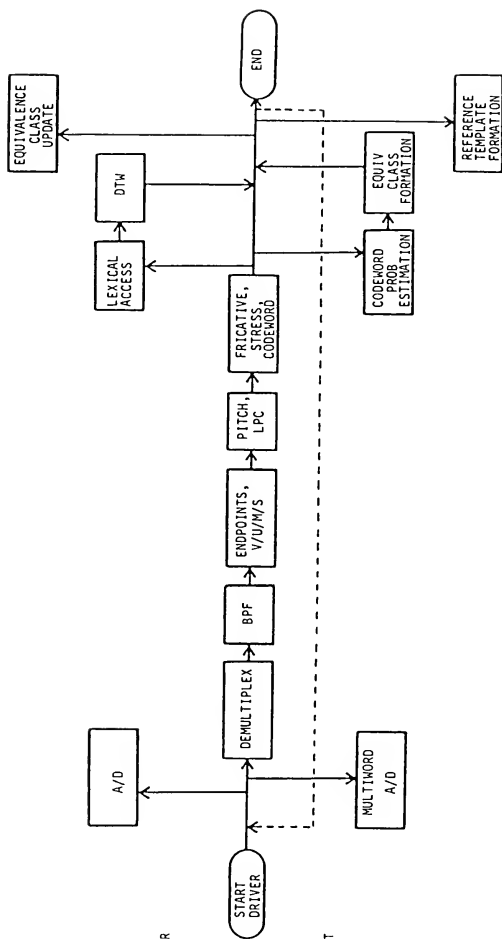 START
DRIVER
A/D
MULTIWORD
A/D
DEMULTIPLEX
BPF
ENDPOINTS,
V/U/M/S
PITCH,
LPC
FRICATIVE,
STRESS,
CODEWORD
LEXICAL
ACCESS
DTW
CODEWORD
PROB
ESTIMATION
EQUIV
CLASS
FORMATION
EQUIVALENCE
CLASS
UPDATE
REFERENCE
TEMPLATE
FORMATION
END
R
T